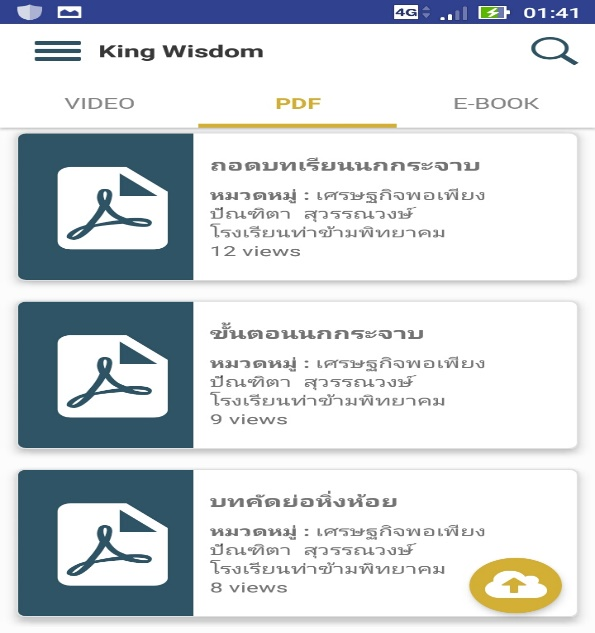 4G 01:41
King Wisdom
VIDEO PDF E-BOOK
ถอดบทเรียนนกกระจาบ
หมวดหมู่ : เศรษฐกิจพอเพียง
ปัณฑิตา สุวรรณวงษ์
โรงเรียนท่าข้ามพิทยาคม
12 views
ขั้นตอนนกกระจาบ
หมวดหมู่ : เศรษฐกิจพอเพียง
ปัณฑิตา สุวรรณวงษ์
โรงเรียนท่าข้ามพิทยาคม
9 views
บทคัดย่อหิ่งห้อย
หมวดหมู่ : เศรษฐกิจพอเพียง
ปัณฑิตา สุวรรณวงษ์
โรงเรียนท่าข้ามพิทยาคม
8 views